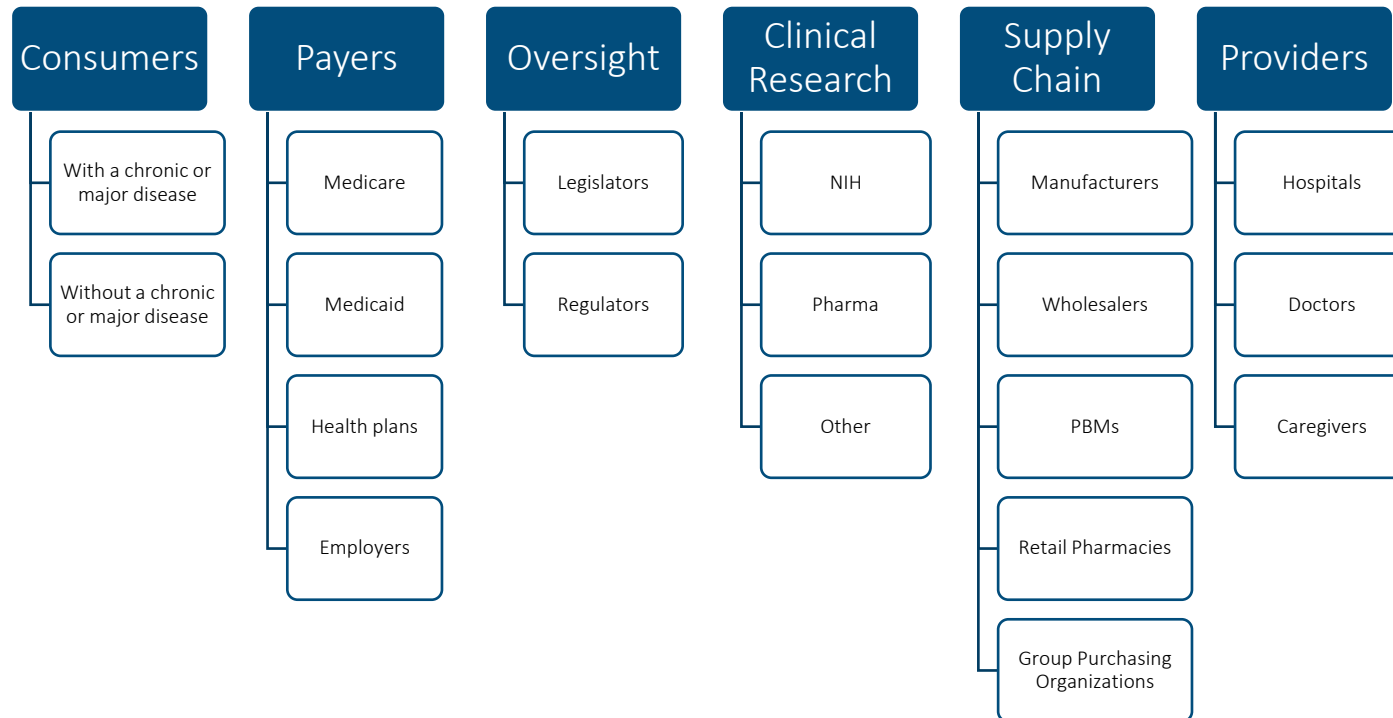 Consumers
With a chronic or
major disease
Without a chronic
or major disease
Payers
Medicare
Medicaid
Health plans
Employers
Oversight
Legislators
Regulators
Clinical
Research
NIH
Pharma
Other
Supply
Chain
Manufacturers
Wholesalers
PBMs
Retail Pharmacies
Group Purchasing
Organizations
Providers
Hospitals
Doctors
Caregivers